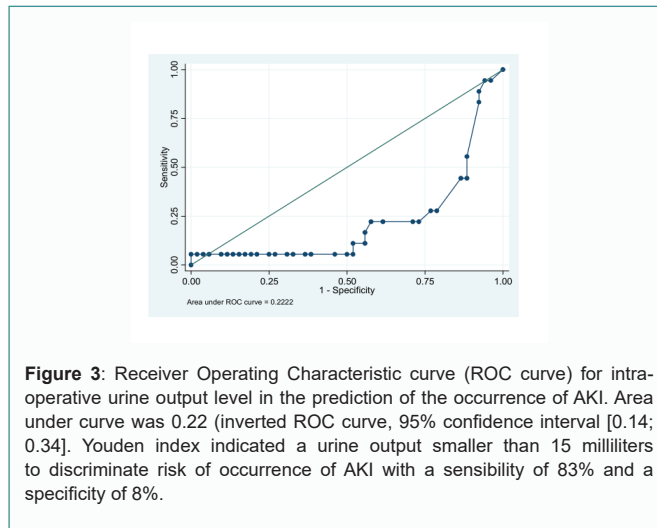 1.00
0.75
0.50
0.25
0.00
Sensitivity
0.00 0.25 0.50 0.75 1.00
1 - Specificity
Area under ROC curve = 0.2222
Figure 3: Receiver Operating Characteristic curve (ROC curve) for intra-
operative urine output level in the prediction of the occurrence of AKI. Area
under curve was 0.22 (inverted ROC curve, 95% confidence interval [0.14;
0.34]. Youden index indicated a urine output smaller than 15 milliliters
to discriminate risk of occurrence of AKI with a sensibility of 83% and a
specificity of 8%.